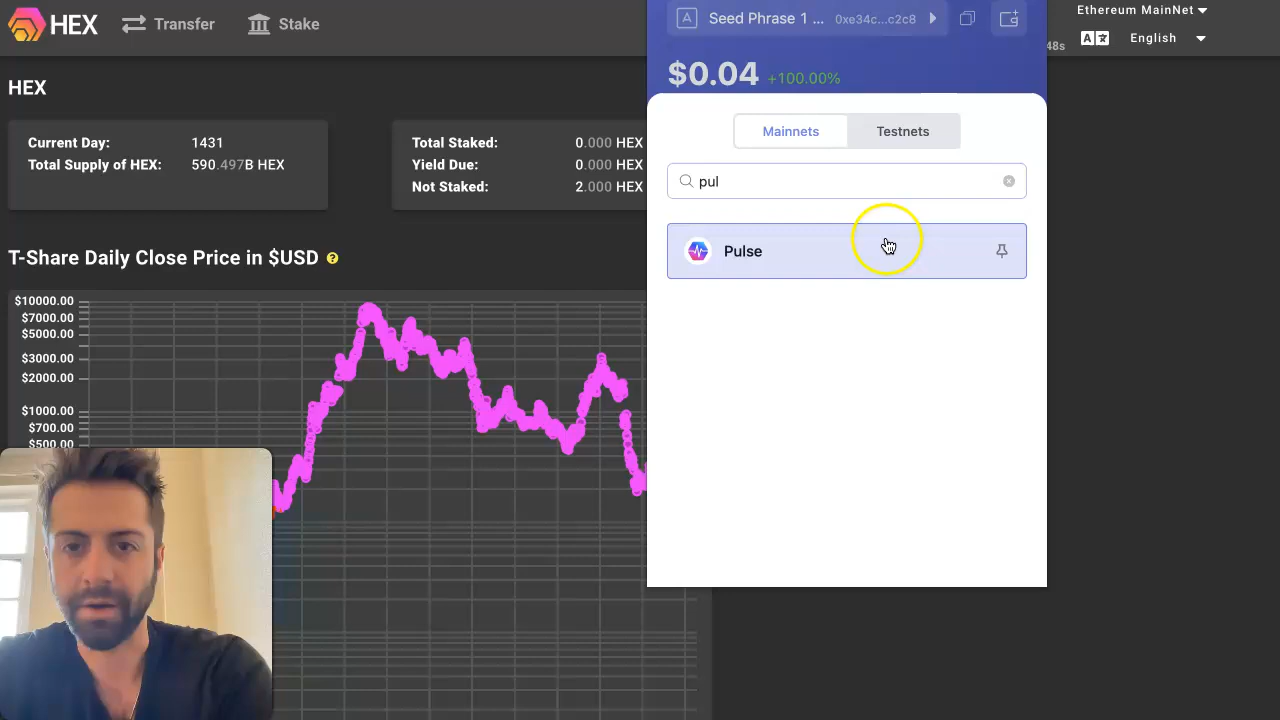 HEX
Transfer
Stake
Seed Phrase 1 ... 0xe34c...c2c8
Ethereum MainNet
48s
English
$0.04 +100.00%
HEX
Current Day: 1431
Total Supply of HEX: 590.497B HEX
Total Staked: 0.000 HEX
Yield Due: 0.000 HEX
Not Staked: 2.000 HEX
Mainnets
Testnets
pul
Pulse
T-Share Daily Close Price in $USD ?
$10000.00
$7000.00
$5000.00
$3000.00
$2000.00
$1000.00
$700.00
$500.00